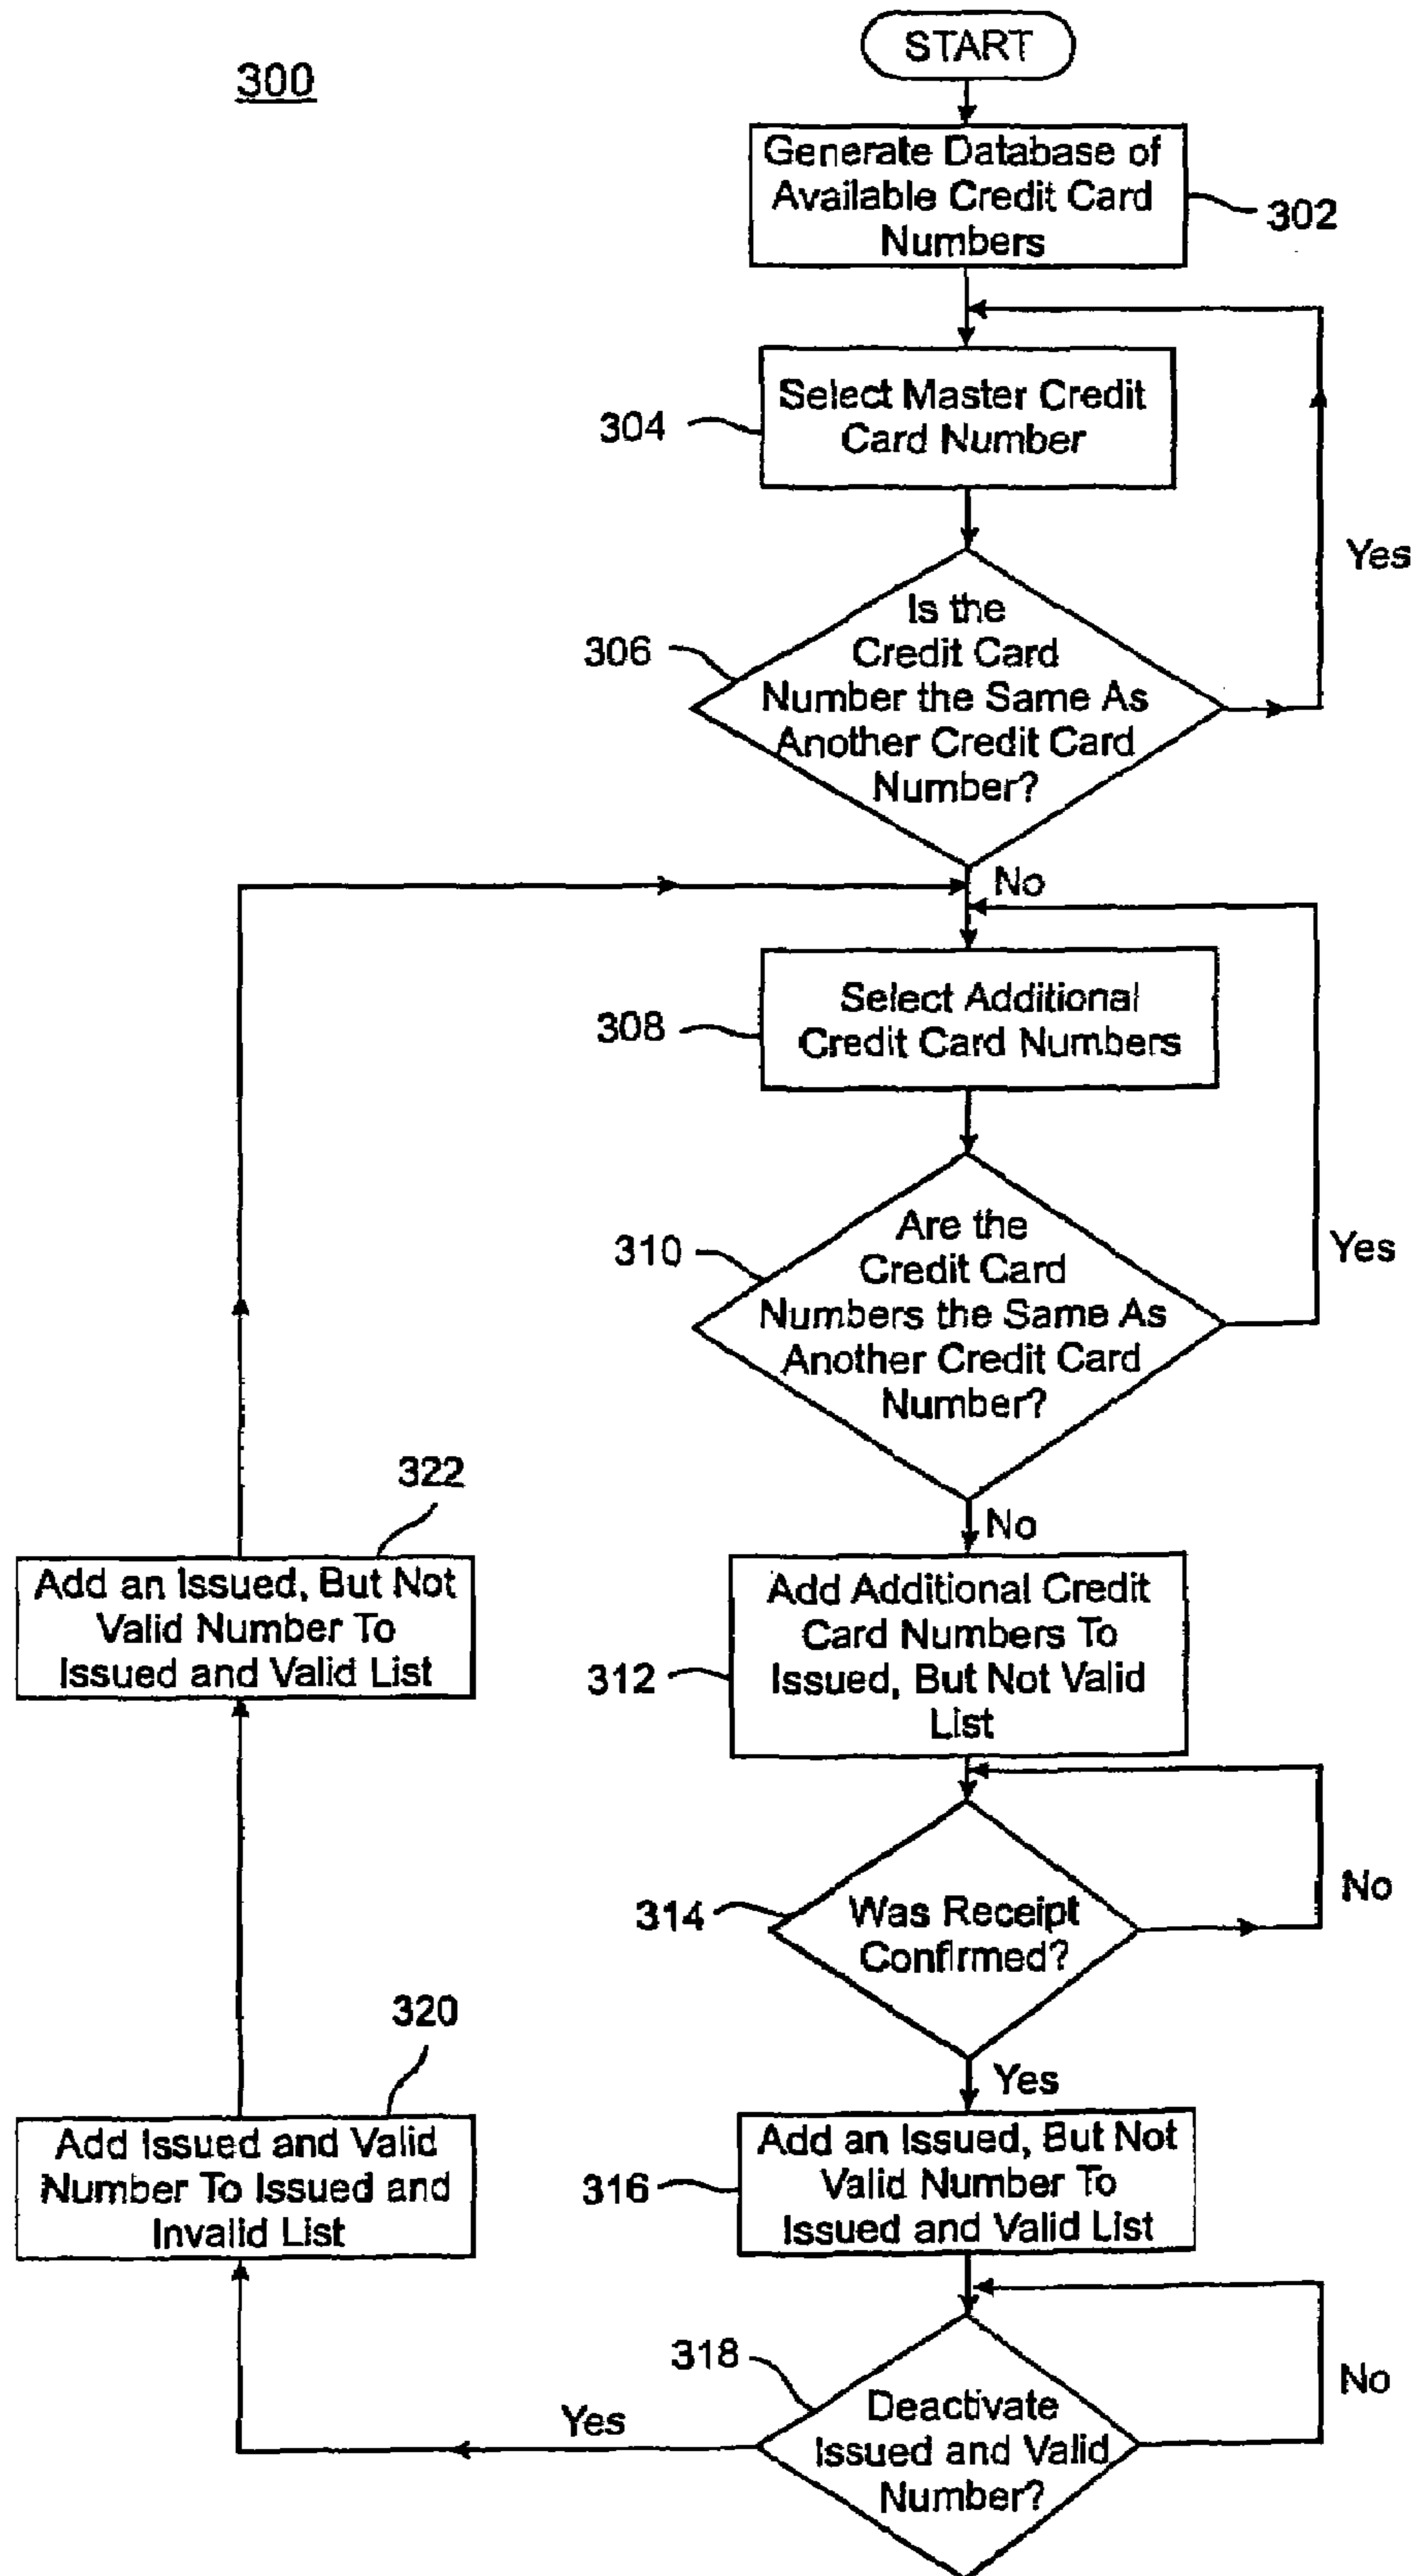 300
START
Generate Database of
Available Credit Card
Numbers
302
Select Master Credit
Card Number
304
Yes
Is the
Credit Card
Number the Same As
Another Credit Card
Number?
306
No
Select Additional
Credit Card Numbers
308
Are the
Credit Card
Numbers the Same As
Another Credit Card
Number?
310
Yes
No
322
Add an Issued, But Not
Valid Number To
Issued and Valid List
Add Additional Credit
Card Numbers To
Issued, But Not Valid
List
312
Was Receipt
Confirmed?
314
No
Yes
320
Add Issued and Valid
Number To Issued and
Invalid List
Add an Issued, But Not
Valid Number To
Issued and Valid List
316
318
Deactivate
Issued and Valid
Number?
No
Yes